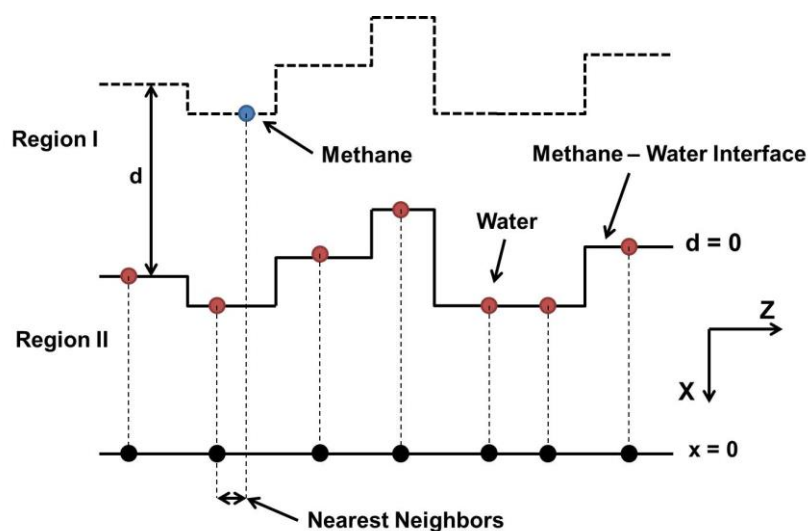 Region I
d
Methane
Methane – Water Interface
Water
d = 0
Region II
Z
X
x = 0
Nearest Neighbors